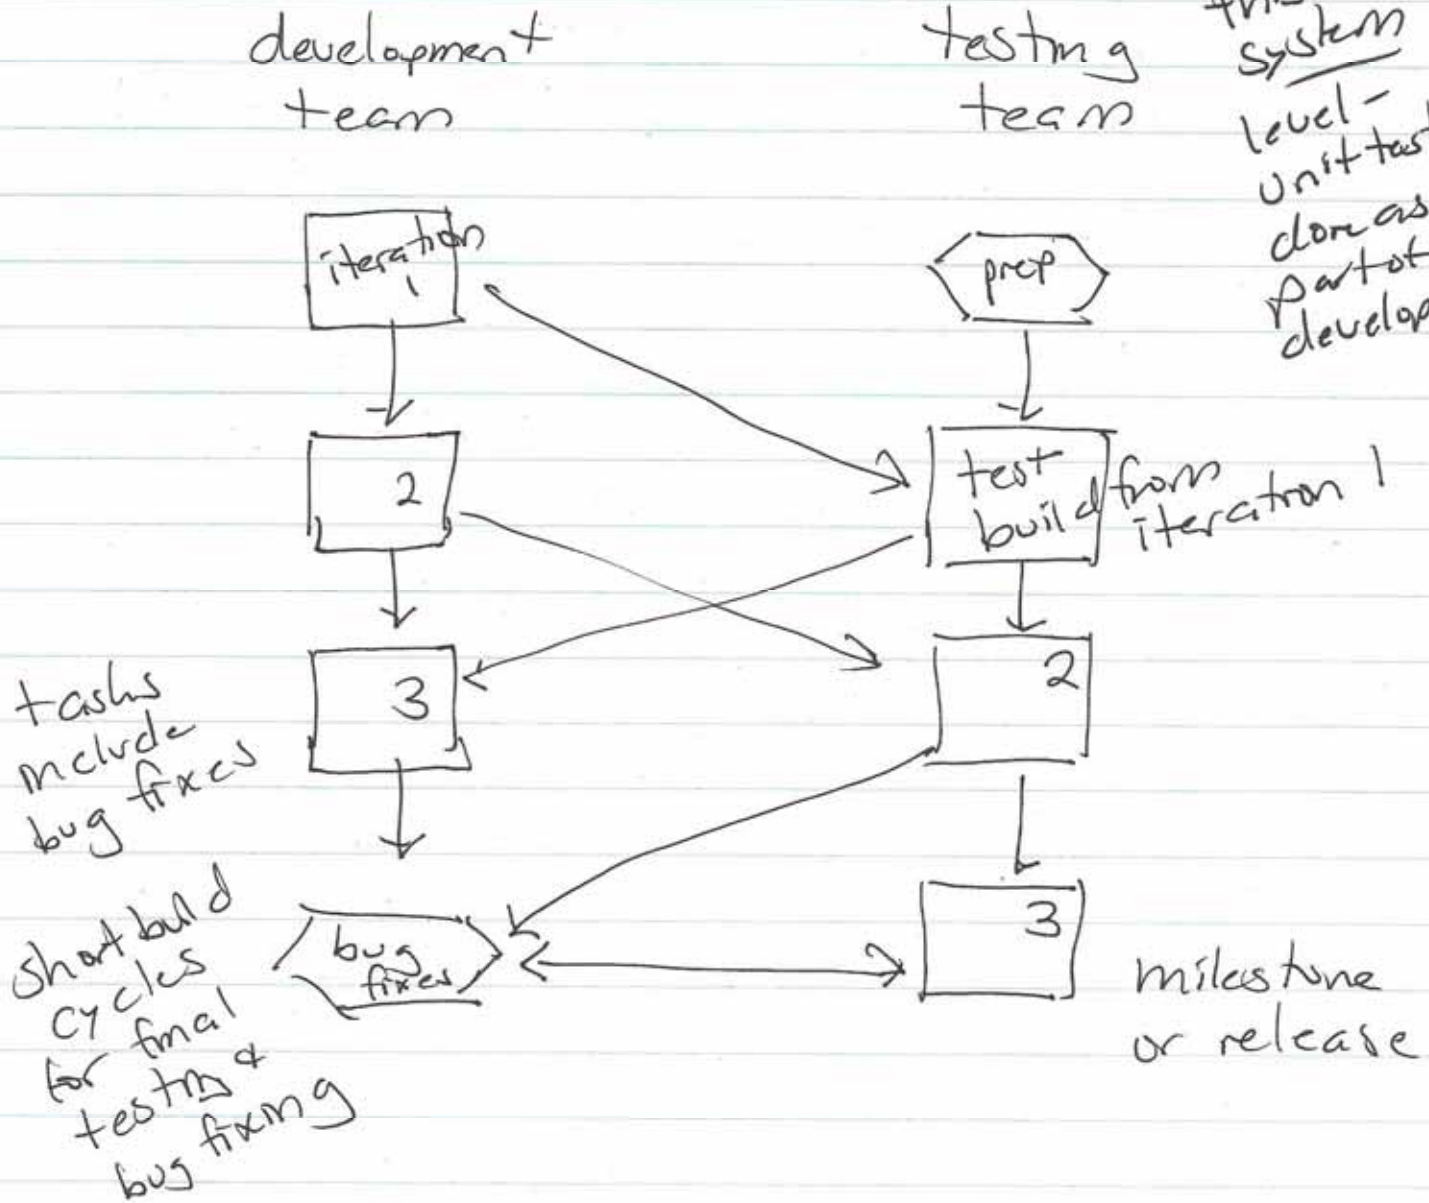 development
team
testing
team
system
level -
unit tes
done as
part of
develop
iteration
1
prep
2
test
build from
iteration 1
3
tasks
include
bug fixes
2
short build
cycles
for final
testing &
bug fixing
bug
fixes
3
milestone
or release